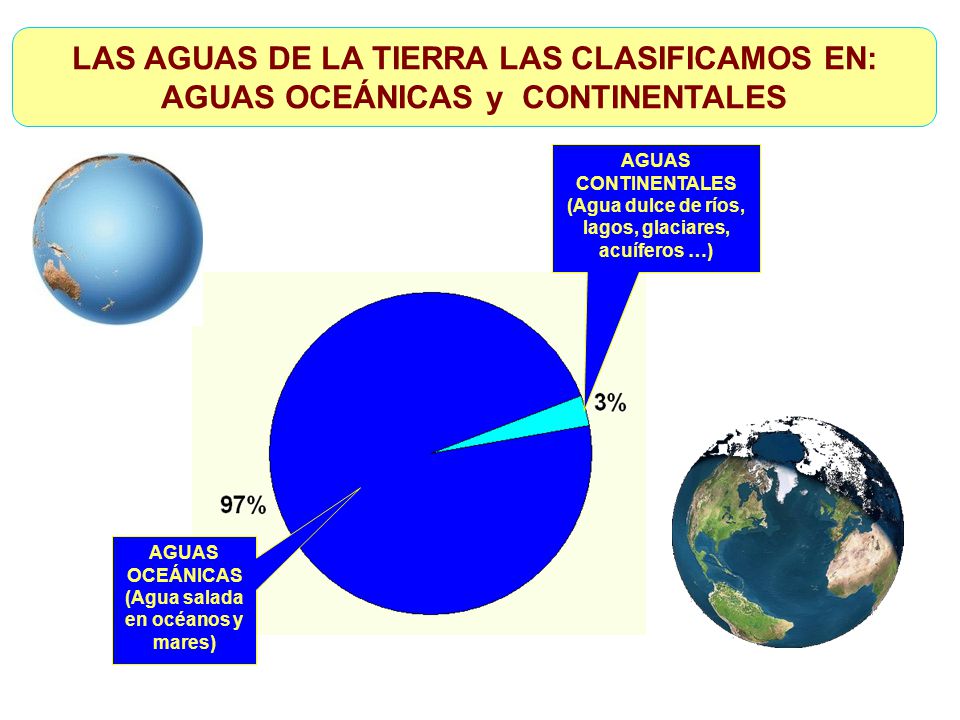 LAS AGUAS DE LA TIERRA LAS CLASIFICAMOS EN:
AGUAS OCEÁNICAS y CONTINENTALES
AGUAS
CONTINENTALES
(Agua dulce de ríos,
lagos, glaciares,
acuíferos …)
3%
97%
AGUAS
OCEÁNICAS
(Agua salada
en océanos y
mares)